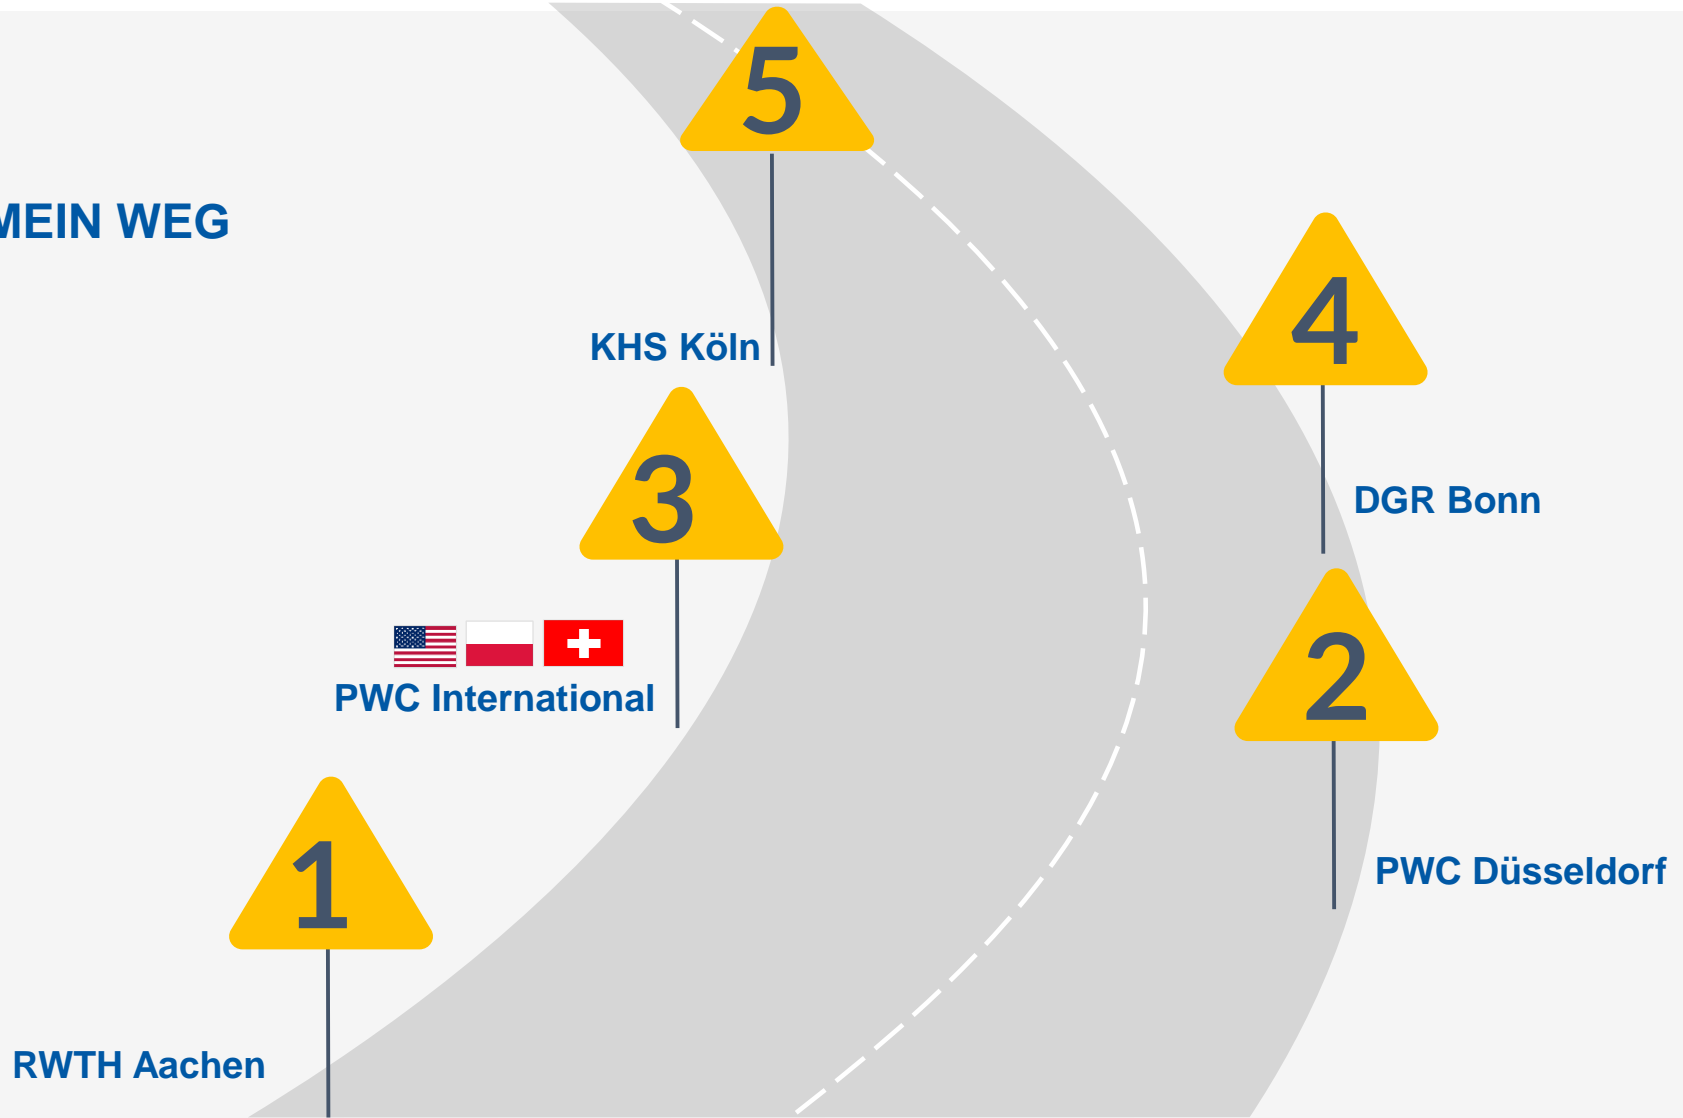 MEIN WEG
5
KHS Köln
4
DGR Bonn
3
PWC International
2
PWC Düsseldorf
1
RWTH Aachen